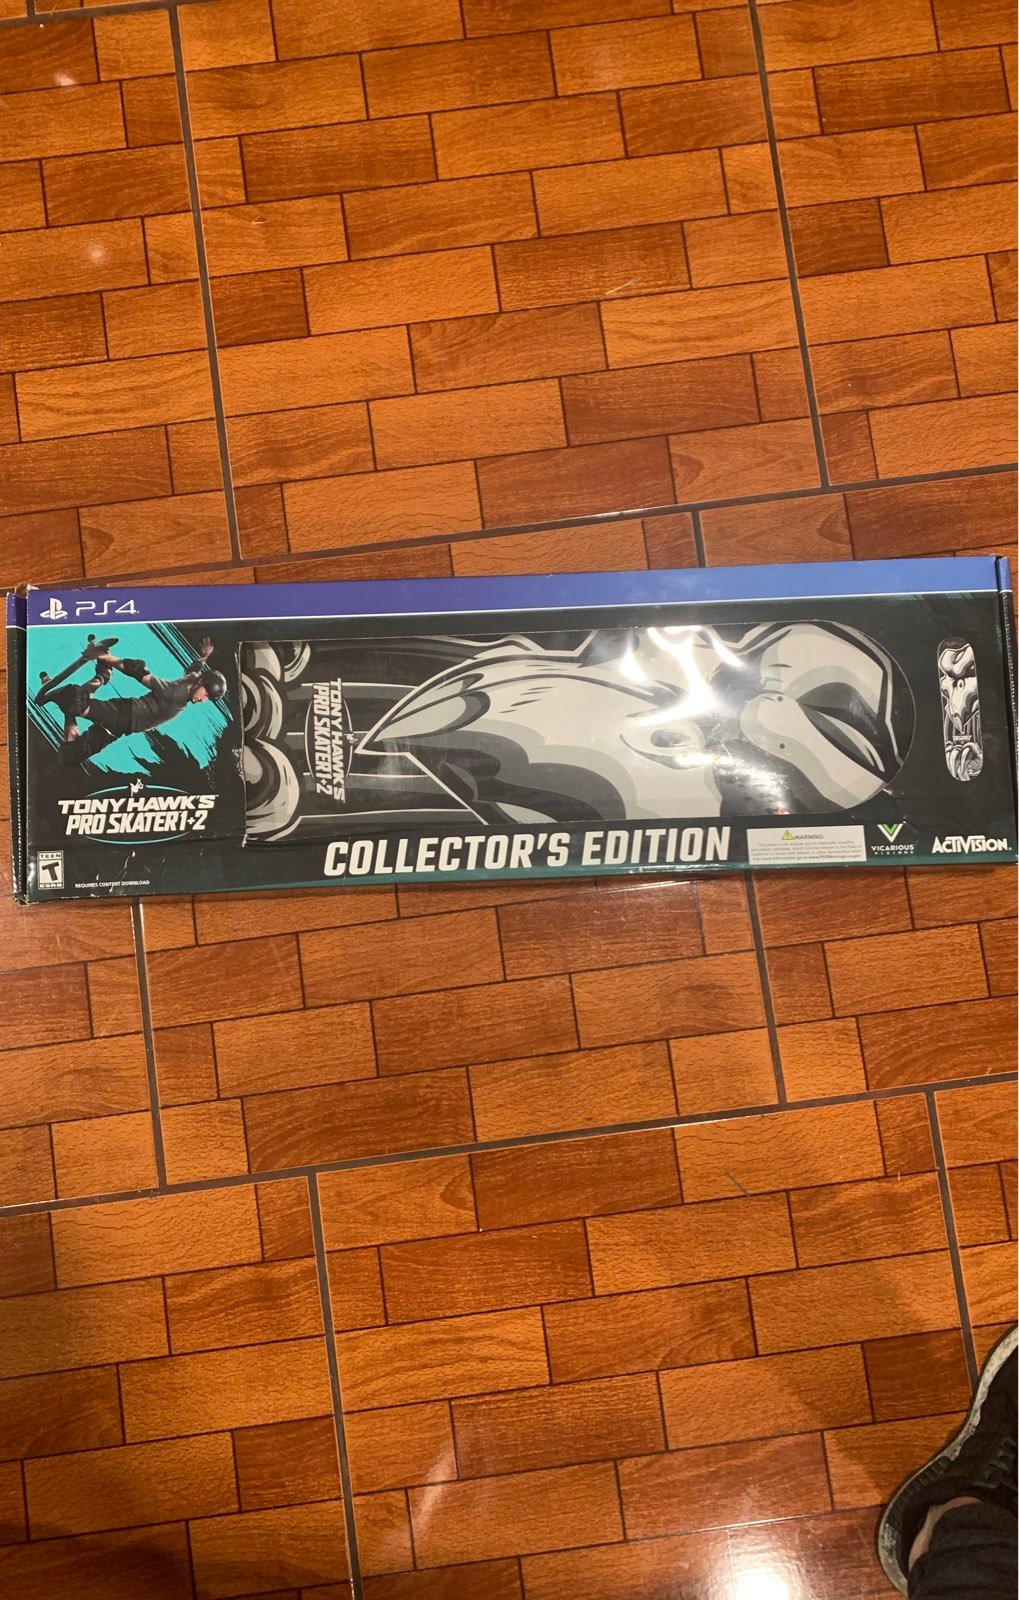 PS4
TONY HAWK'S
PRO SKATER 1+2
TONY HAWK'S
PRO SKATER 1+2
COLLECTOR'S EDITION
WARNING:
VICARIOUS
VISIONS
ACTIVISION
TEEN
T
ESRB
REQUIRES CONTENT DOWNLOAD